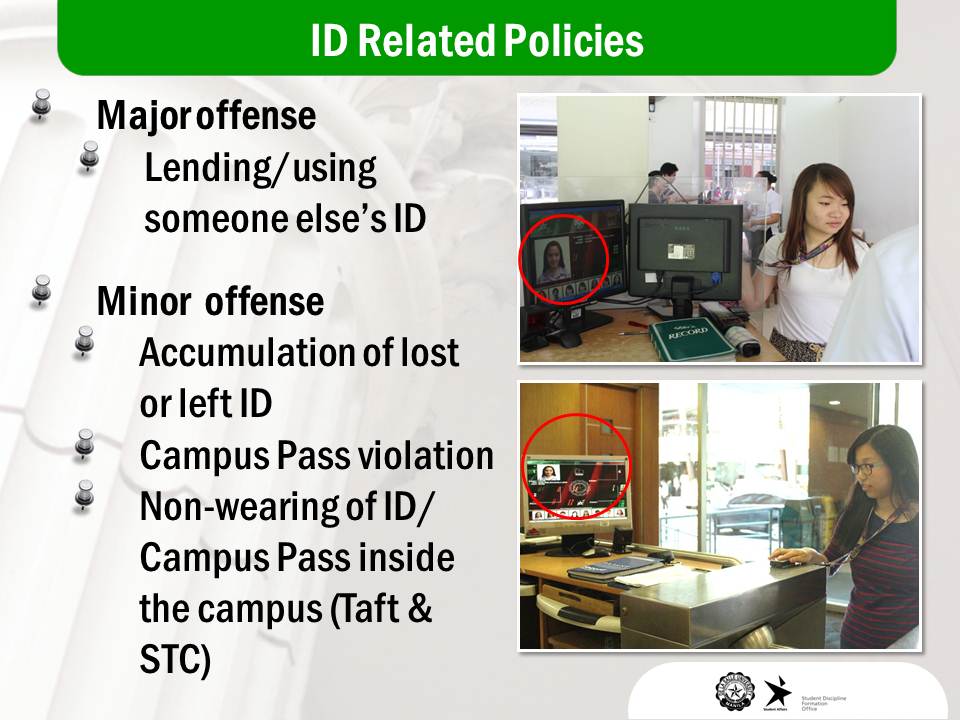 ID Related Policies
Major offense
Lending/ using
someone else’s ID
Minor offense
Accumulation of lost
or left ID
Campus Pass violation
Non-wearing of ID/
Campus Pass inside
the campus (Taft &
STC)
RECORD
Student Affairs
Student Discipline
Formation
Office